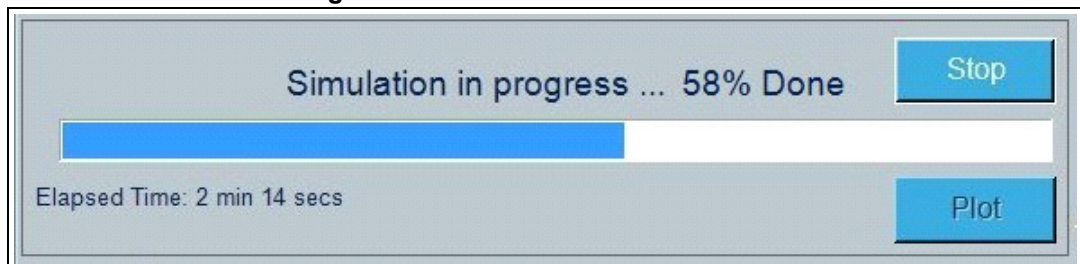 Simulation in progress ... 58% Done
Stop
Elapsed Time: 2 min 14 secs
Plot